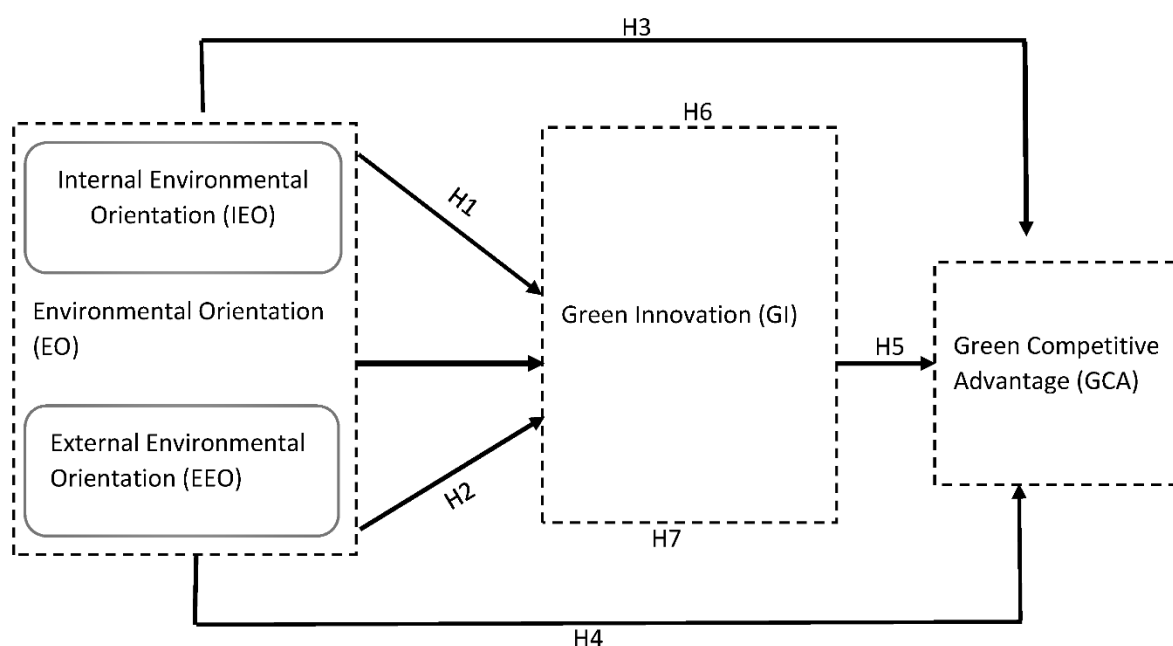 H3
H6
Internal Environmental
Orientation (IEO)
H1
Environmental Orientation
(EO)
Green Innovation (GI)
H5
Green Competitive
Advantage (GCA)
External Environmental
Orientation (EEO)
H2
H7
H4